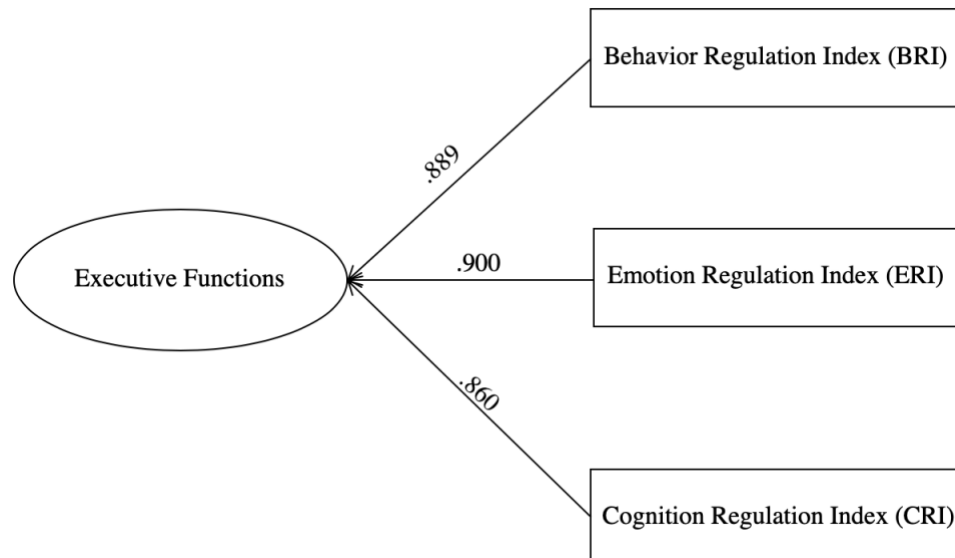 Behavior Regulation Index (BRI)
.889
Executive Functions
.900
Emotion Regulation Index (ERI)
.860
Cognition Regulation Index (CRI)